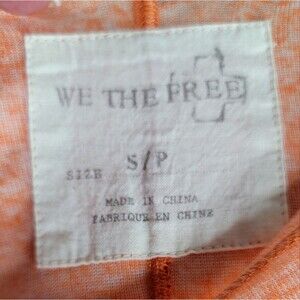 WE THE FREE
SIZE S/P
MADE IN CHINA
FABRIQUE EN CHINE